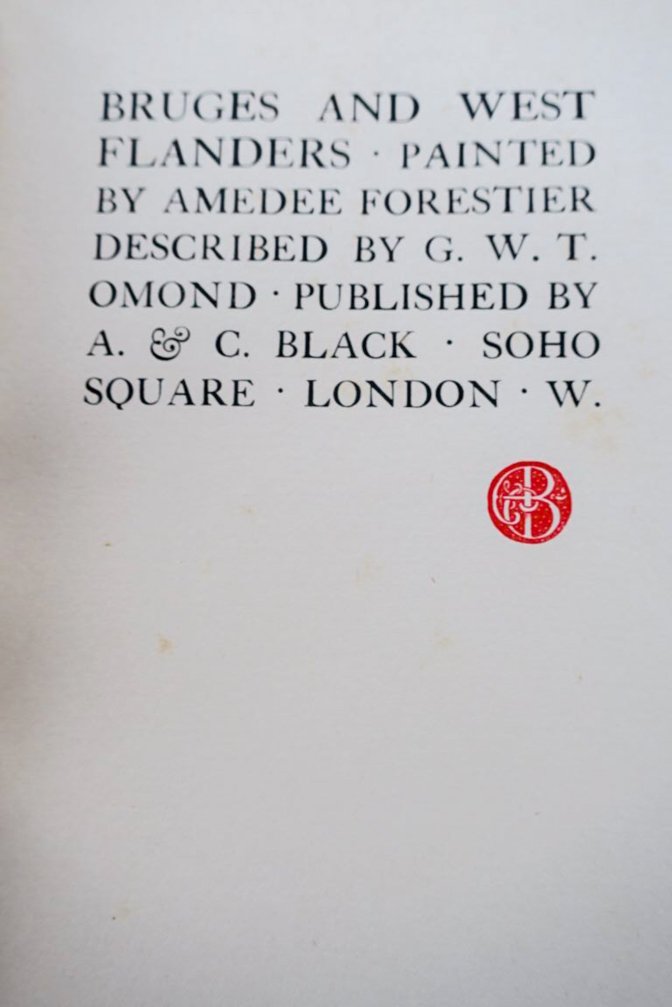 BRUGES AND WEST
FLANDERS · PAINTED
BY AMEDEE FORESTIER
DESCRIBED BY G. W. T.
OMOND · PUBLISHED BY
A. & C. BLACK · SOHO
SQUARE · LONDON · W.